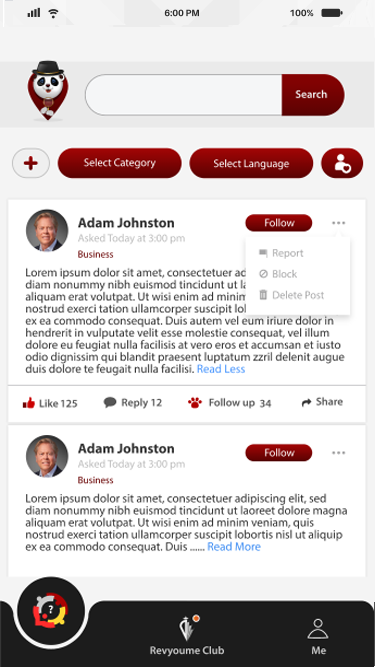 6:00 PM 100%
Search
Select Category Select Language
Adam Johnston Follow
Asked Today at 3:00 pm
Business
Report
Block
Delete Post
Lorem ipsum dolor sit amet, consectetuer ad
diam nonummy nibh euismod tincidunt ut la
aliquam erat volutpat. Ut wisi enim ad minim
nostrud exerci tation ullamcorper suscipit lob
ex ea commodo consequat. Duis autem vel eum iriure dolor in
hendrerit in vulputate velit esse molestie consequat, vel illum
dolore eu feugiat nulla facilisis at vero eros et accumsan et iusto
odio dignissim qui blandit praesent luptatum zzril delenit augue
duis dolore te feugait nulla facilisi. Read Less
Like 125 Reply 12 Follow up 34 Share
Adam Johnston Follow
Asked Today at 3:00 pm
Business
Lorem ipsum dolor sit amet, consectetuer adipiscing elit, sed
diam nonummy nibh euismod tincidunt ut laoreet dolore magna
aliquam erat volutpat. Ut wisi enim ad minim veniam, quis
nostrud exerci tation ullamcorper suscipit lobortis nisl ut aliquip
ex ea commodo consequat. Duis ...... Read More
?
Revyoume Club Me